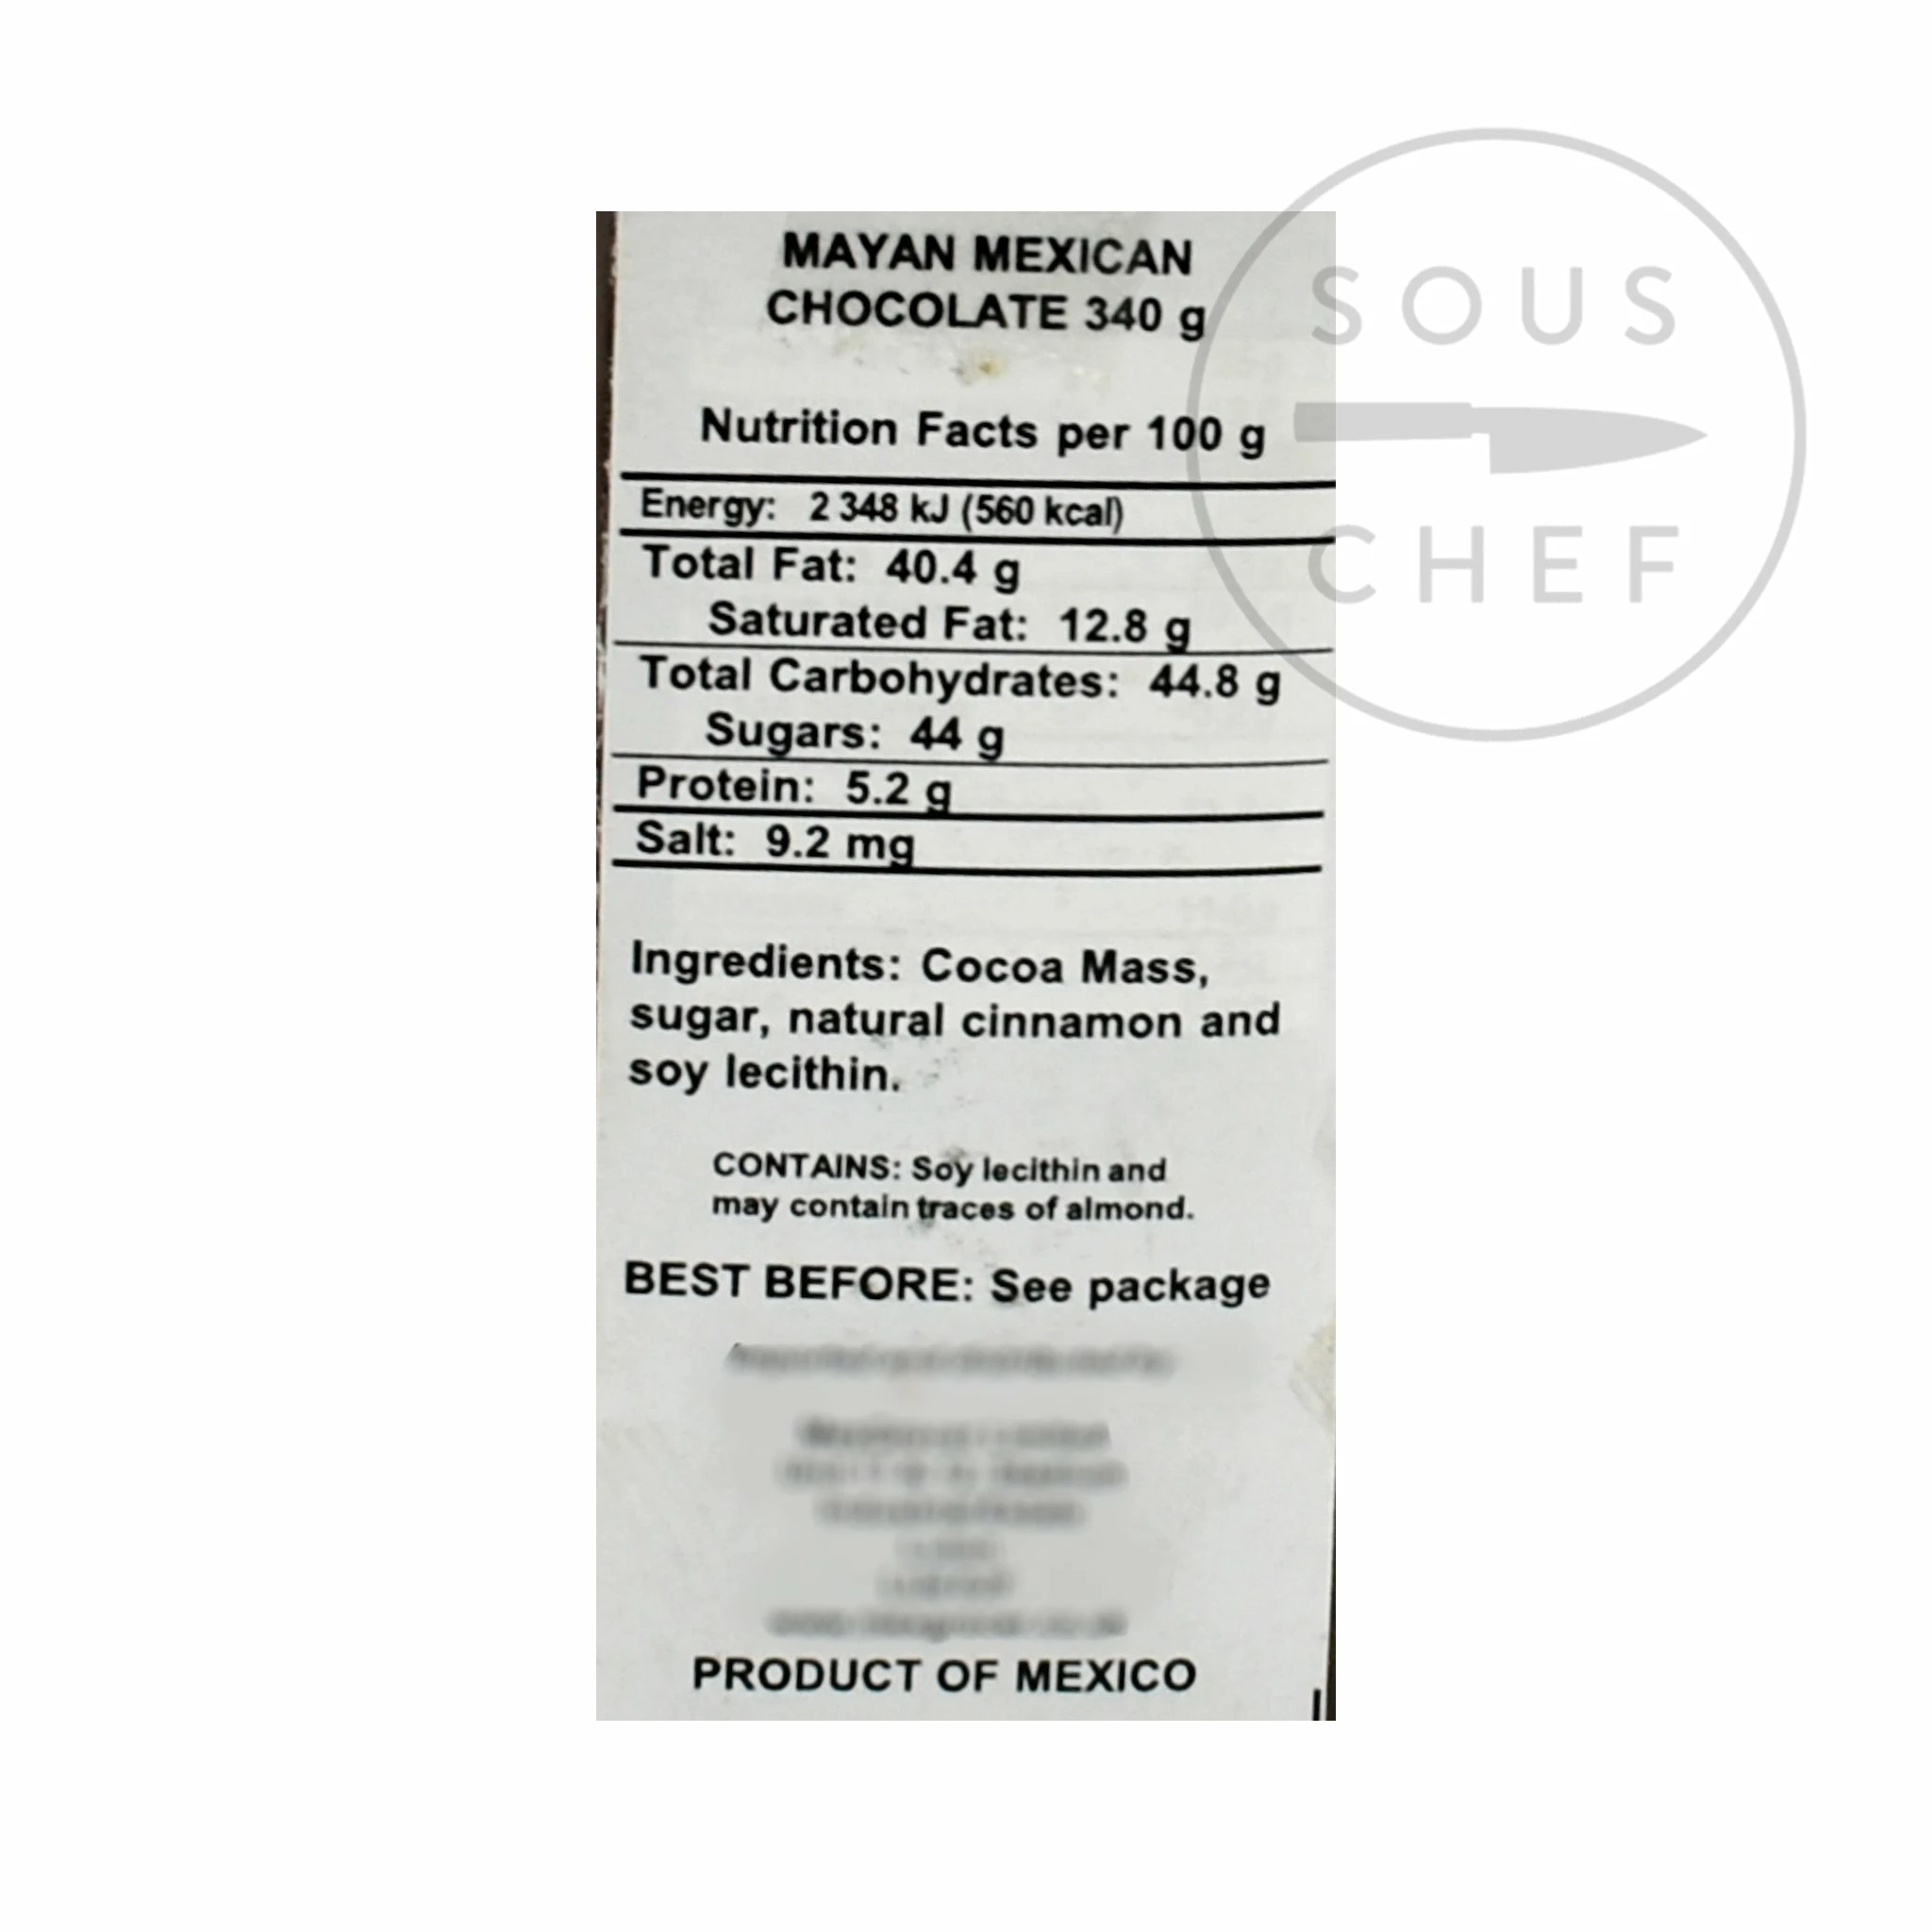 MAYAN MEXICAN
CHOCOLATE 340 g
SOUS
CHEF
Nutrition Facts per 100 g
Energy: 2 348 kJ (560 kcal)
Total Fat: 40.4 g
Saturated Fat: 12.8 g
Total Carbohydrates: 44.8 g
Sugars: 44 g
Protein: 5.2 g
Salt: 9.2 mg
Ingredients: Cocoa Mass,
sugar, natural cinnamon and
soy lecithin.
CONTAINS: Soy lecithin and
may contain traces of almond.
BEST BEFORE: See package
PRODUCT OF MEXICO